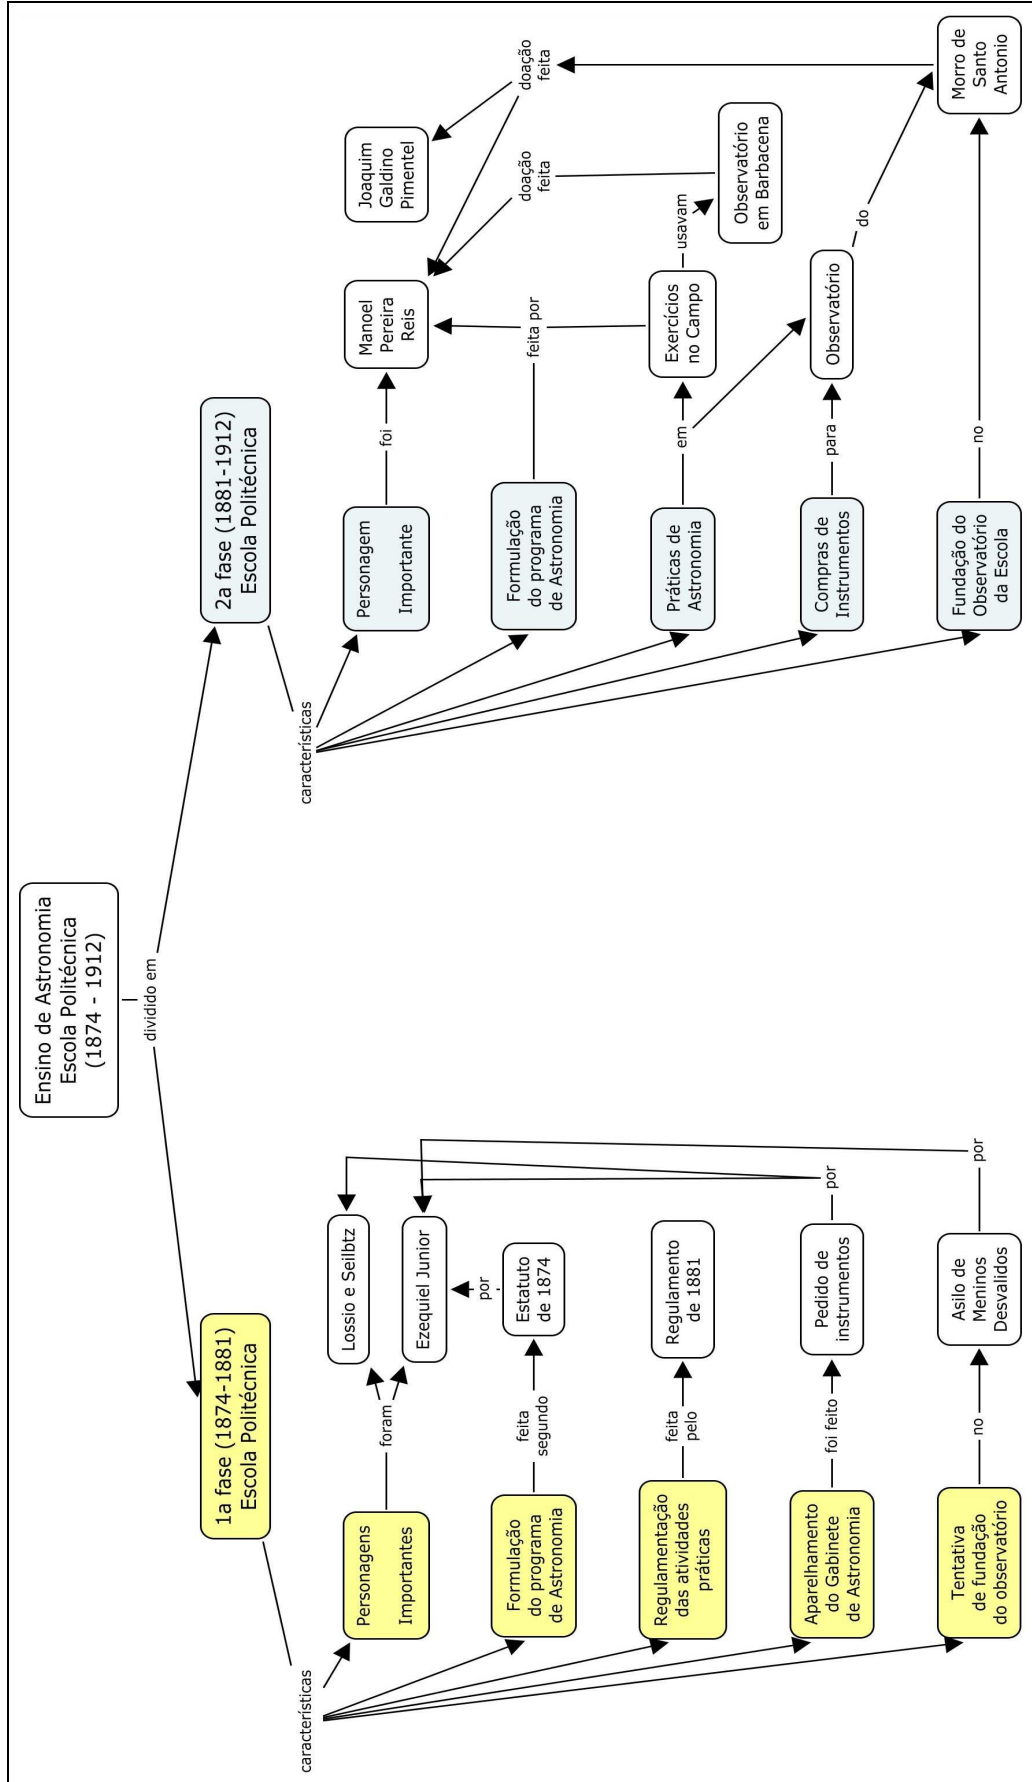 Ensino de Astronomia
Escola Politécnica
(1874 - 1912)
dividido em
1a fase (1874-1881)
Escola Politécnica
características
Personagens
Importantes
foram
Lossio e Seilbtz
Ezequiel Junior
Formulação
do programa
de Astronomia
feita
segundo
Estatuto
de 1874
por
Regulamentação
das atividades
práticas
feita
pelo
Regulamento
de 1881
Aparelhamento
do Gabinete
de Astronomia
foi feito
Pedido de
instrumentos
por
Tentativa
de fundação
do observatório
no
Asilo de
Meninos
Desvalidos
por
2a fase (1881-1912)
Escola Politécnica
características
Personagem
Importante
foi
Manoel
Pereira
Reis
Joaquim
Galdino
Pimentel
Formulação
do programa
de Astronomia
feita por
doação
feita
doação
feita
Práticas de
Astronomia
em
Exercícios
no Campo
usavam
Observatório
em Barbacena
Compras de
Instrumentos
para
Observatório
do
Fundação do
Observatório
da Escola
no
Morro de
Santo
Antonio